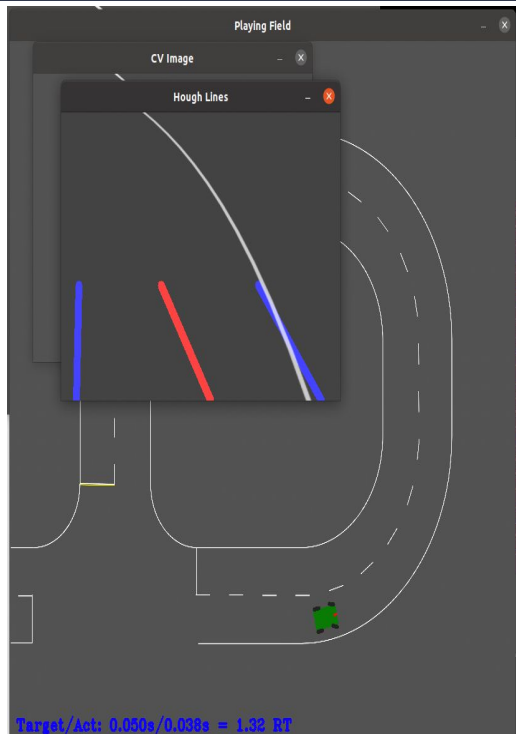 Playing Field
CV Image
Hough Lines
Target/Act: 0.050s/0.038s = 1.32 RT